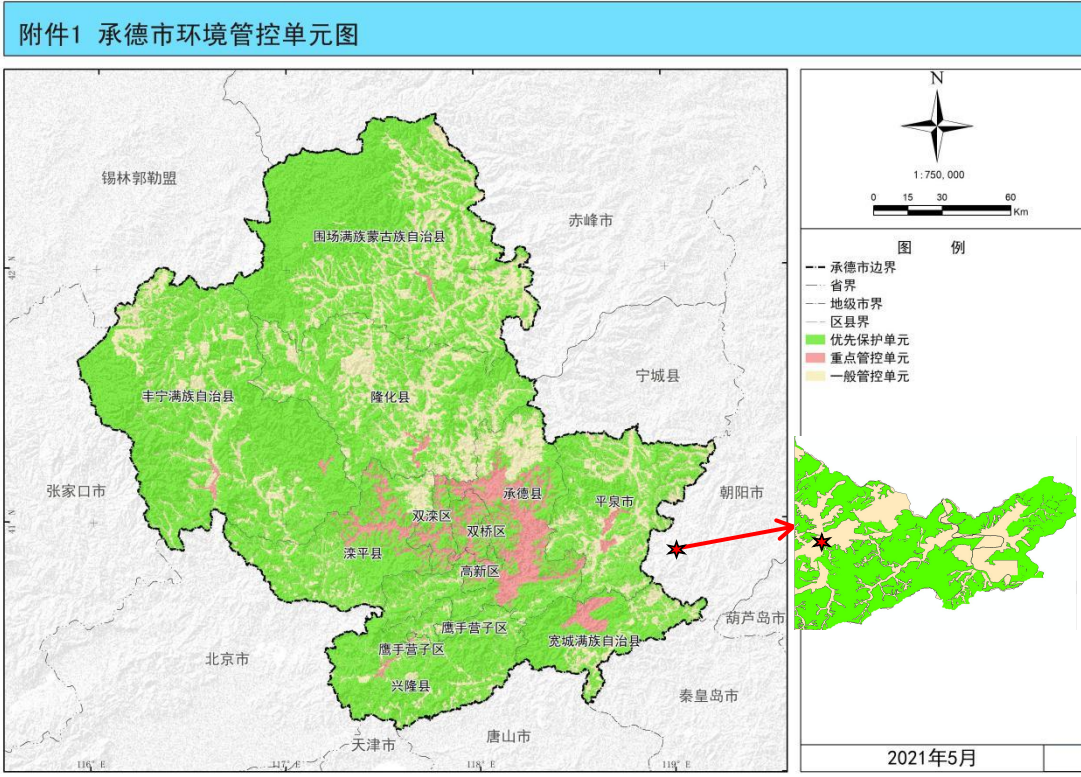 附件1 承德市环境管控单元图
锡林郭勒盟
赤峰市
围场满族蒙古族自治县
42°N
宁城县
丰宁满族自治县
隆化县
张家口市
承德县
平泉市
朝阳市
41°N
双滦区
双桥区
滦平县
高新区
葫芦岛市
鹰手营子区
宽城满族自治县
鹰手营子区
北京市
兴隆县
秦皇岛市
唐山市
天津市
116°E
117°E
118°E
119°E
N
1:750,000
0 15 30 60
Km
图 例
承德市边界
省界
地级市界
区县界
优先保护单元
重点管控单元
一般管控单元
2021年5月